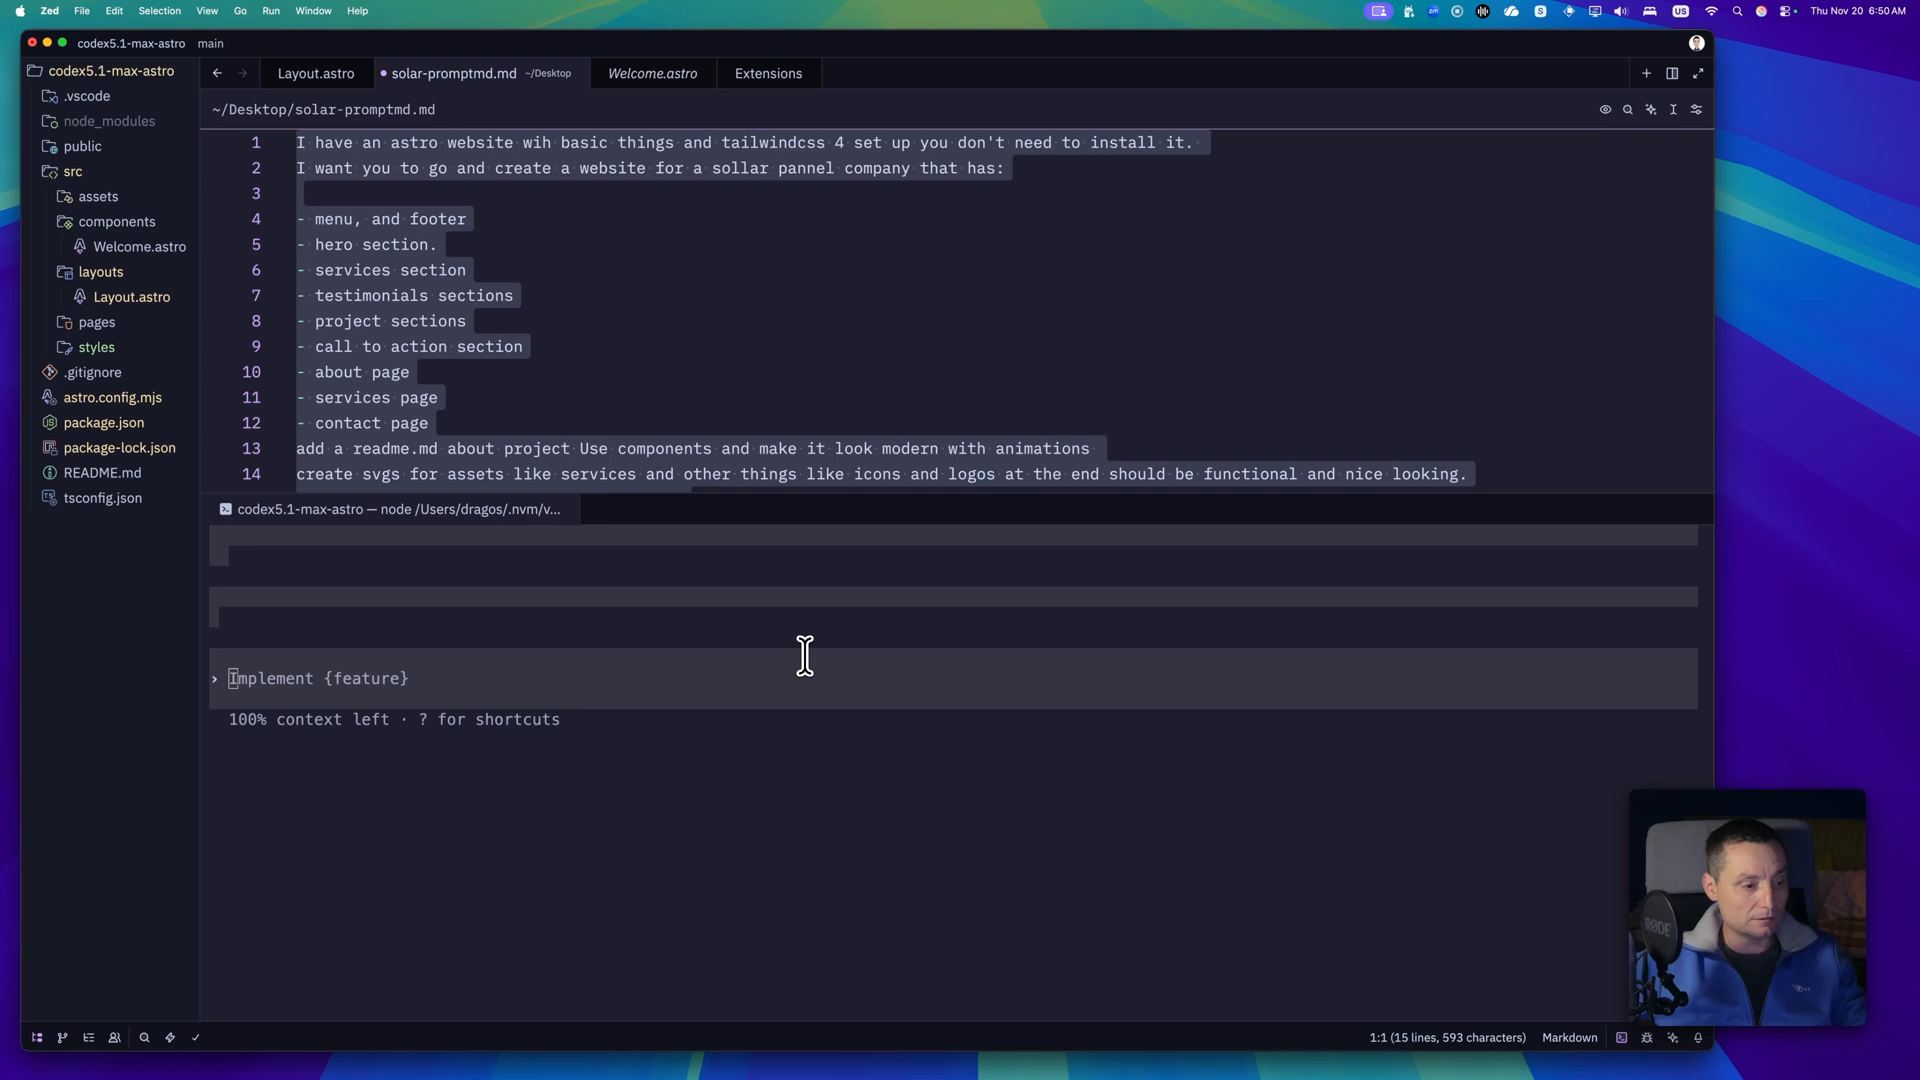 Zed File Edit View Go Run Window Help
zm S US Thu Nov 20 6:50 AM
codex5.1-max-astro main
codex5.1-max-astro
.vscode
node_modules
public
src
assets
components
Welcome.astro
layouts
Layout.astro
pages
styles
.gitignore
astro.config.mjs
package.json
package-lock.json
README.md
tsconfig.json
Layout.astro solar-promptmd.md ~/Desktop Welcome.astro Extensions
~/Desktop/solar-promptmd.md
1 I have an astro website wih basic things and tailwindcss 4 set up you don't need to install it.
2 I want you to go and create a website for a sollar pannel company that has:
3
4 - menu, and footer
5 - hero section.
6 - services section
7 - testimonials sections
8 - project sections
9 - call to action section
10 - about page
11 - services page
12 - contact page
13 add a readme.md about project Use components and make it look modern with animations
14 create svgs for assets like services and other things like icons and logos at the end should be functional and nice looking.
codex5.1-max-astro — node /Users/dragos/.nvm/v...
› Implement {feature}
100% context left · ? for shortcuts
RØDE
1:1 (15 lines, 593 characters) Markdown